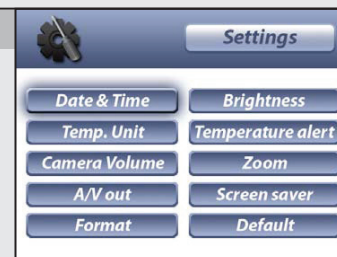 Settings
Date & Time
Brightness
Temp. Unit
Temperature alert
Camera Volume
Zoom
A/V out
Screen saver
Format
Default